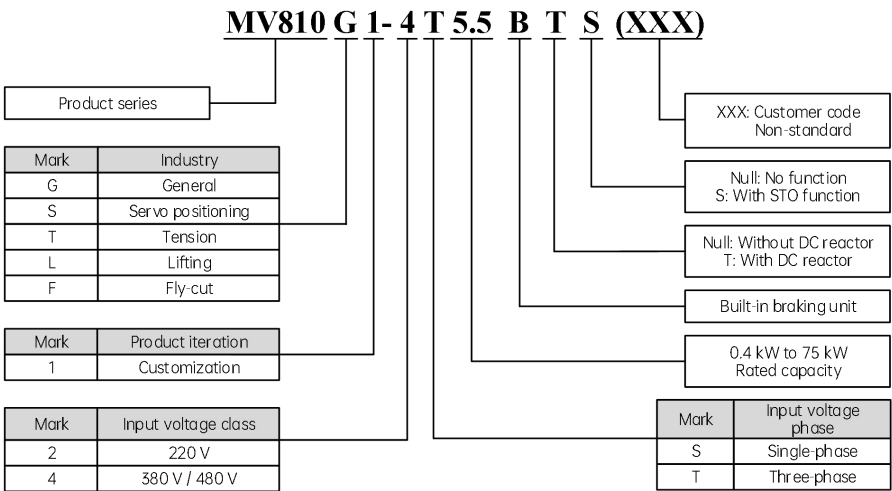 MV810 G 1- 4 T 5.5 B T S (XXX)
Product series
Mark Industry
G General
S Servo positioning
T Tension
L Lifting
F Fly-cut
Mark Product iteration
1 Customization
Mark Input voltage class
2 220 V
4 380 V / 480 V
XXX: Customer code
Non-standard
Null: No function
S: With STO function
Null: Without DC reactor
T: With DC reactor
Built-in braking unit
0.4 kW to 75 kW
Rated capacity
Mark Input voltage
phase
S Single-phase
T Three-phase